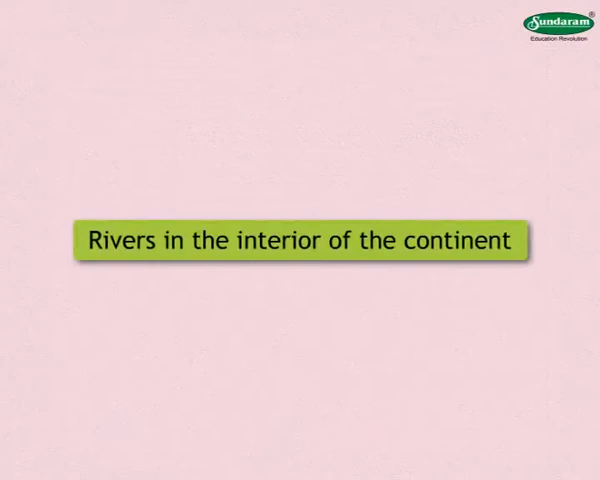 Sundaram®
Education Revolution
Rivers in the interior of the continent